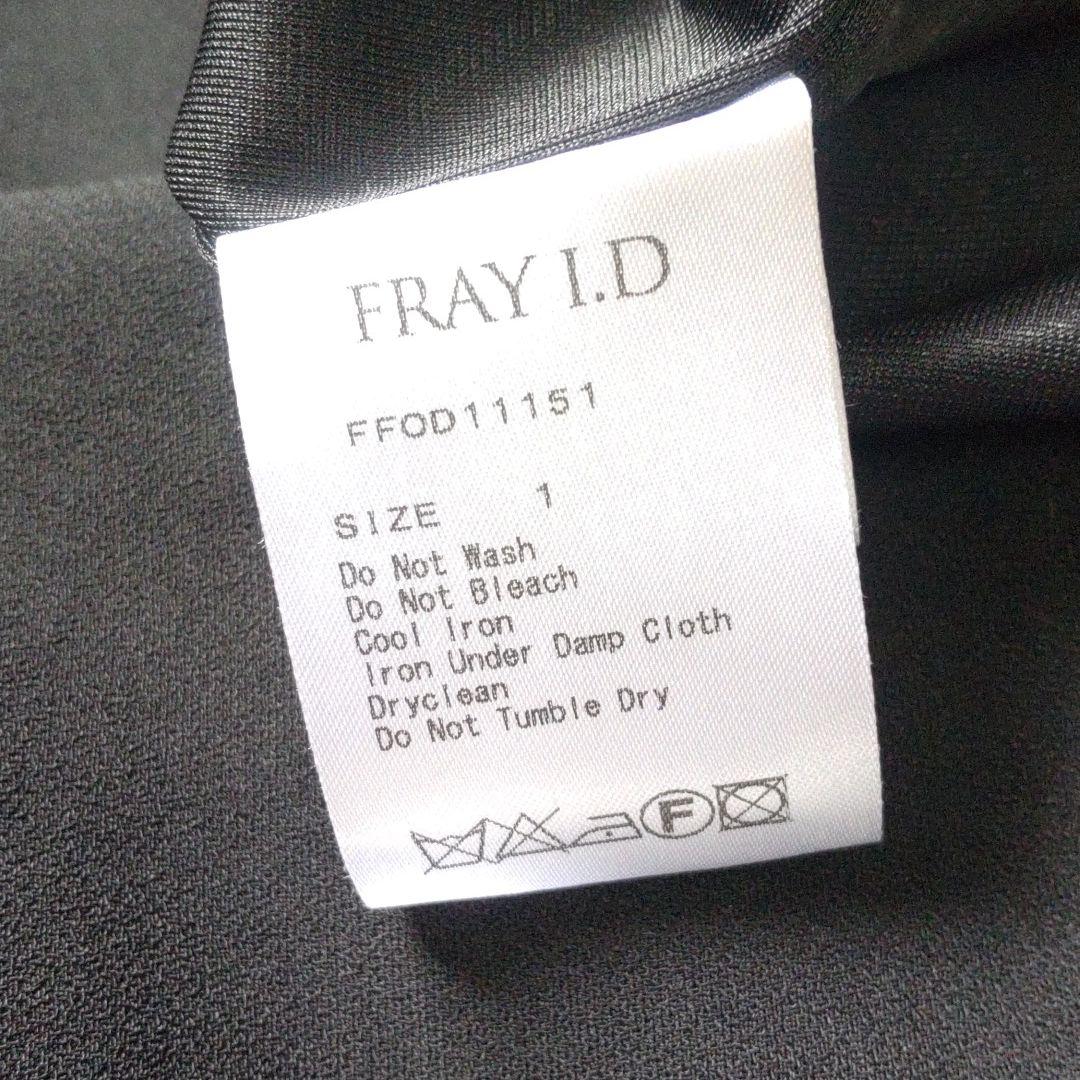 FRAY I.D
FFOD11151
SIZE 1
Do Not Wash
Do Not Bleach
Cool Iron
Iron Under Damp Cloth
Dryclean
Do Not Tumble Dry
F